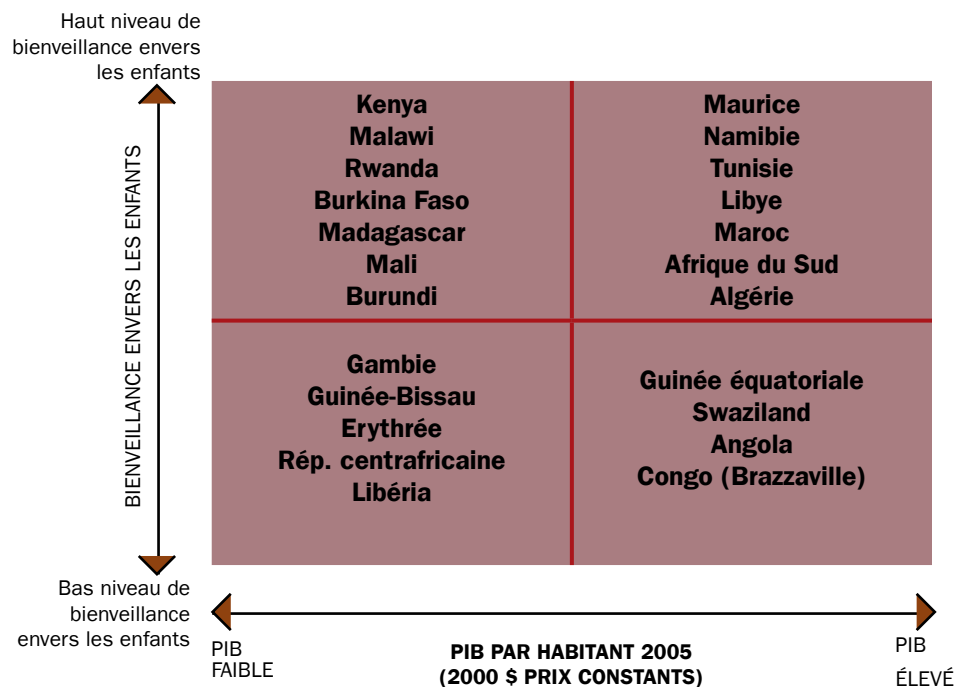 Haut niveau de
bienveillance envers
les enfants
BIENVEILLANCE ENVERS LES ENFANTS
Kenya
Malawi
Rwanda
Burkina Faso
Madagascar
Mali
Burundi
Maurice
Namibie
Tunisie
Libye
Maroc
Afrique du Sud
Algérie
Gambie
Guinée-Bissau
Erythrée
Rép. centrafricaine
Libéria
Guinée équatoriale
Swaziland
Angola
Congo (Brazzaville)
Bas niveau de
bienveillance
envers les enfants
PIB
FAIBLE
PIB PAR HABITANT 2005
(2000 $ PRIX CONSTANTS)
PIB
ÉLEVÉ